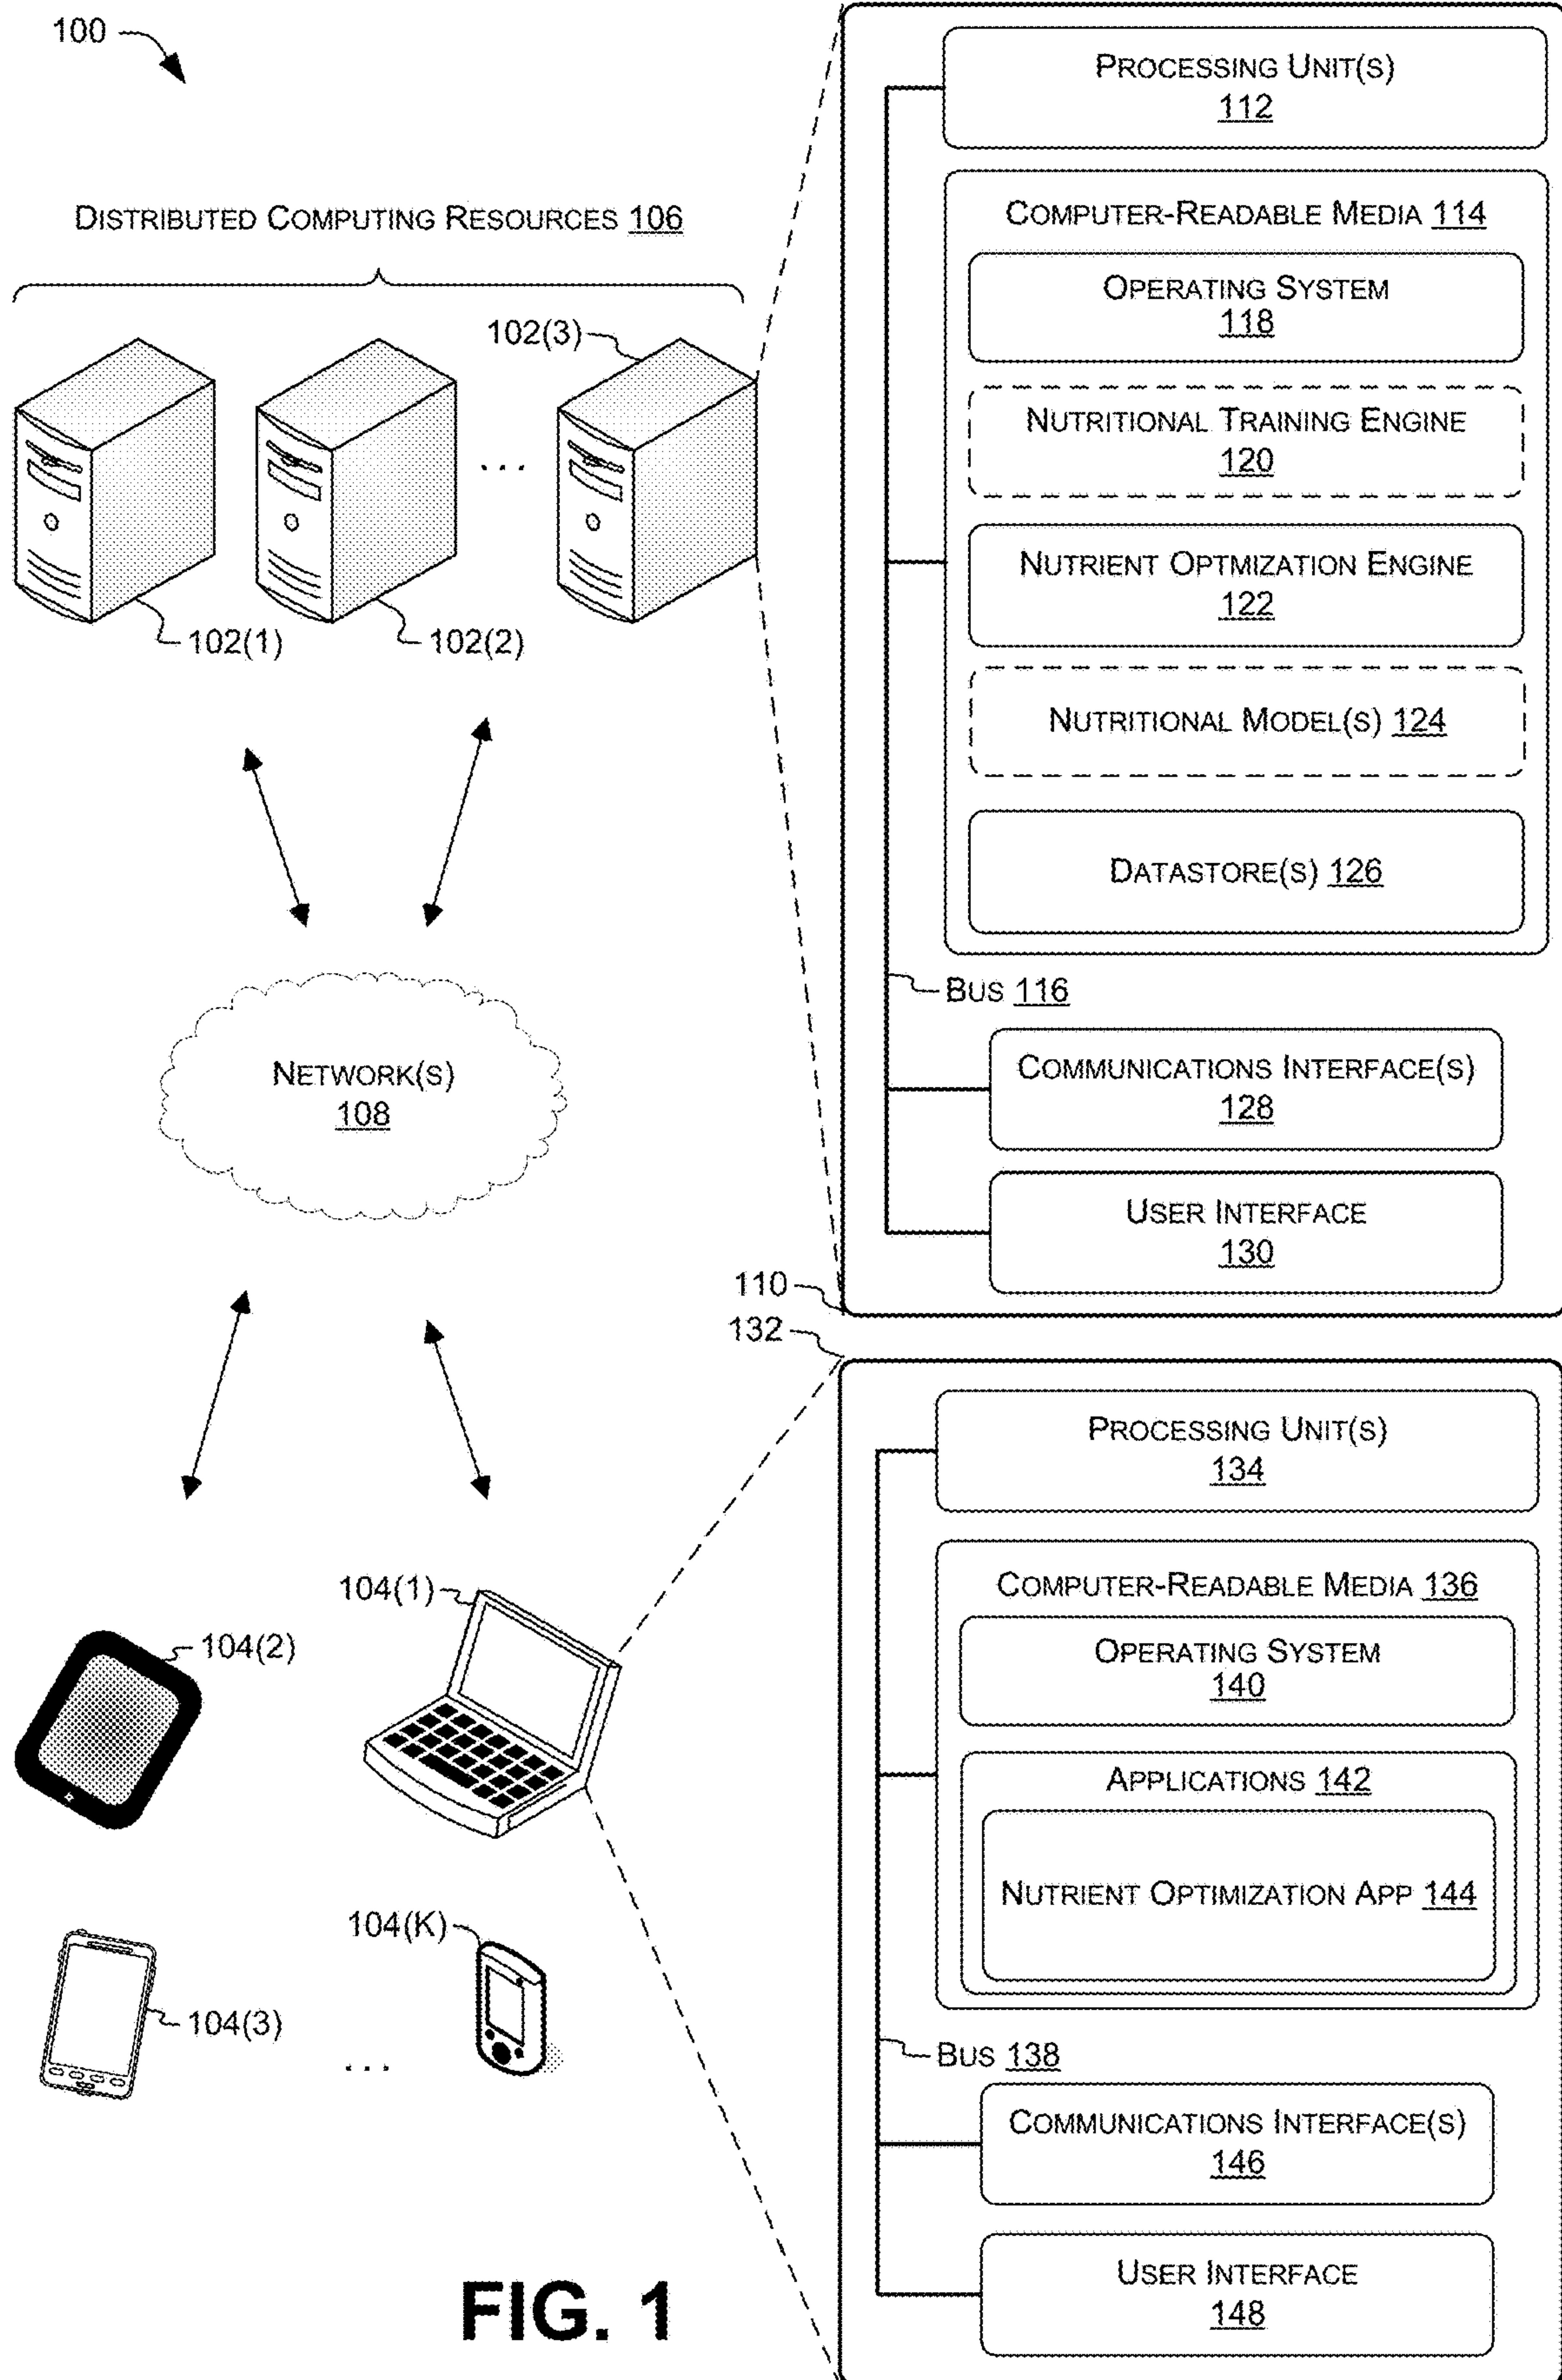 100
DISTRIBUTED COMPUTING RESOURCES 106
102(3)
...
102(1)
102(2)
NETWORK(S)
108
104(1)
104(2)
104(K)
104(3)
...
PROCESSING UNIT(S)
112
COMPUTER-READABLE MEDIA 114
OPERATING SYSTEM
118
NUTRITIONAL TRAINING ENGINE
120
NUTRIENT OPTMIZATION ENGINE
122
NUTRITIONAL MODEL(S) 124
DATASTORE(S) 126
BUS 116
COMMUNICATIONS INTERFACE(S)
128
USER INTERFACE
130
110
132
PROCESSING UNIT(S)
134
COMPUTER-READABLE MEDIA 136
OPERATING SYSTEM
140
APPLICATIONS 142
NUTRIENT OPTIMIZATION APP 144
BUS 138
COMMUNICATIONS INTERFACE(S)
146
USER INTERFACE
148
FIG. 1